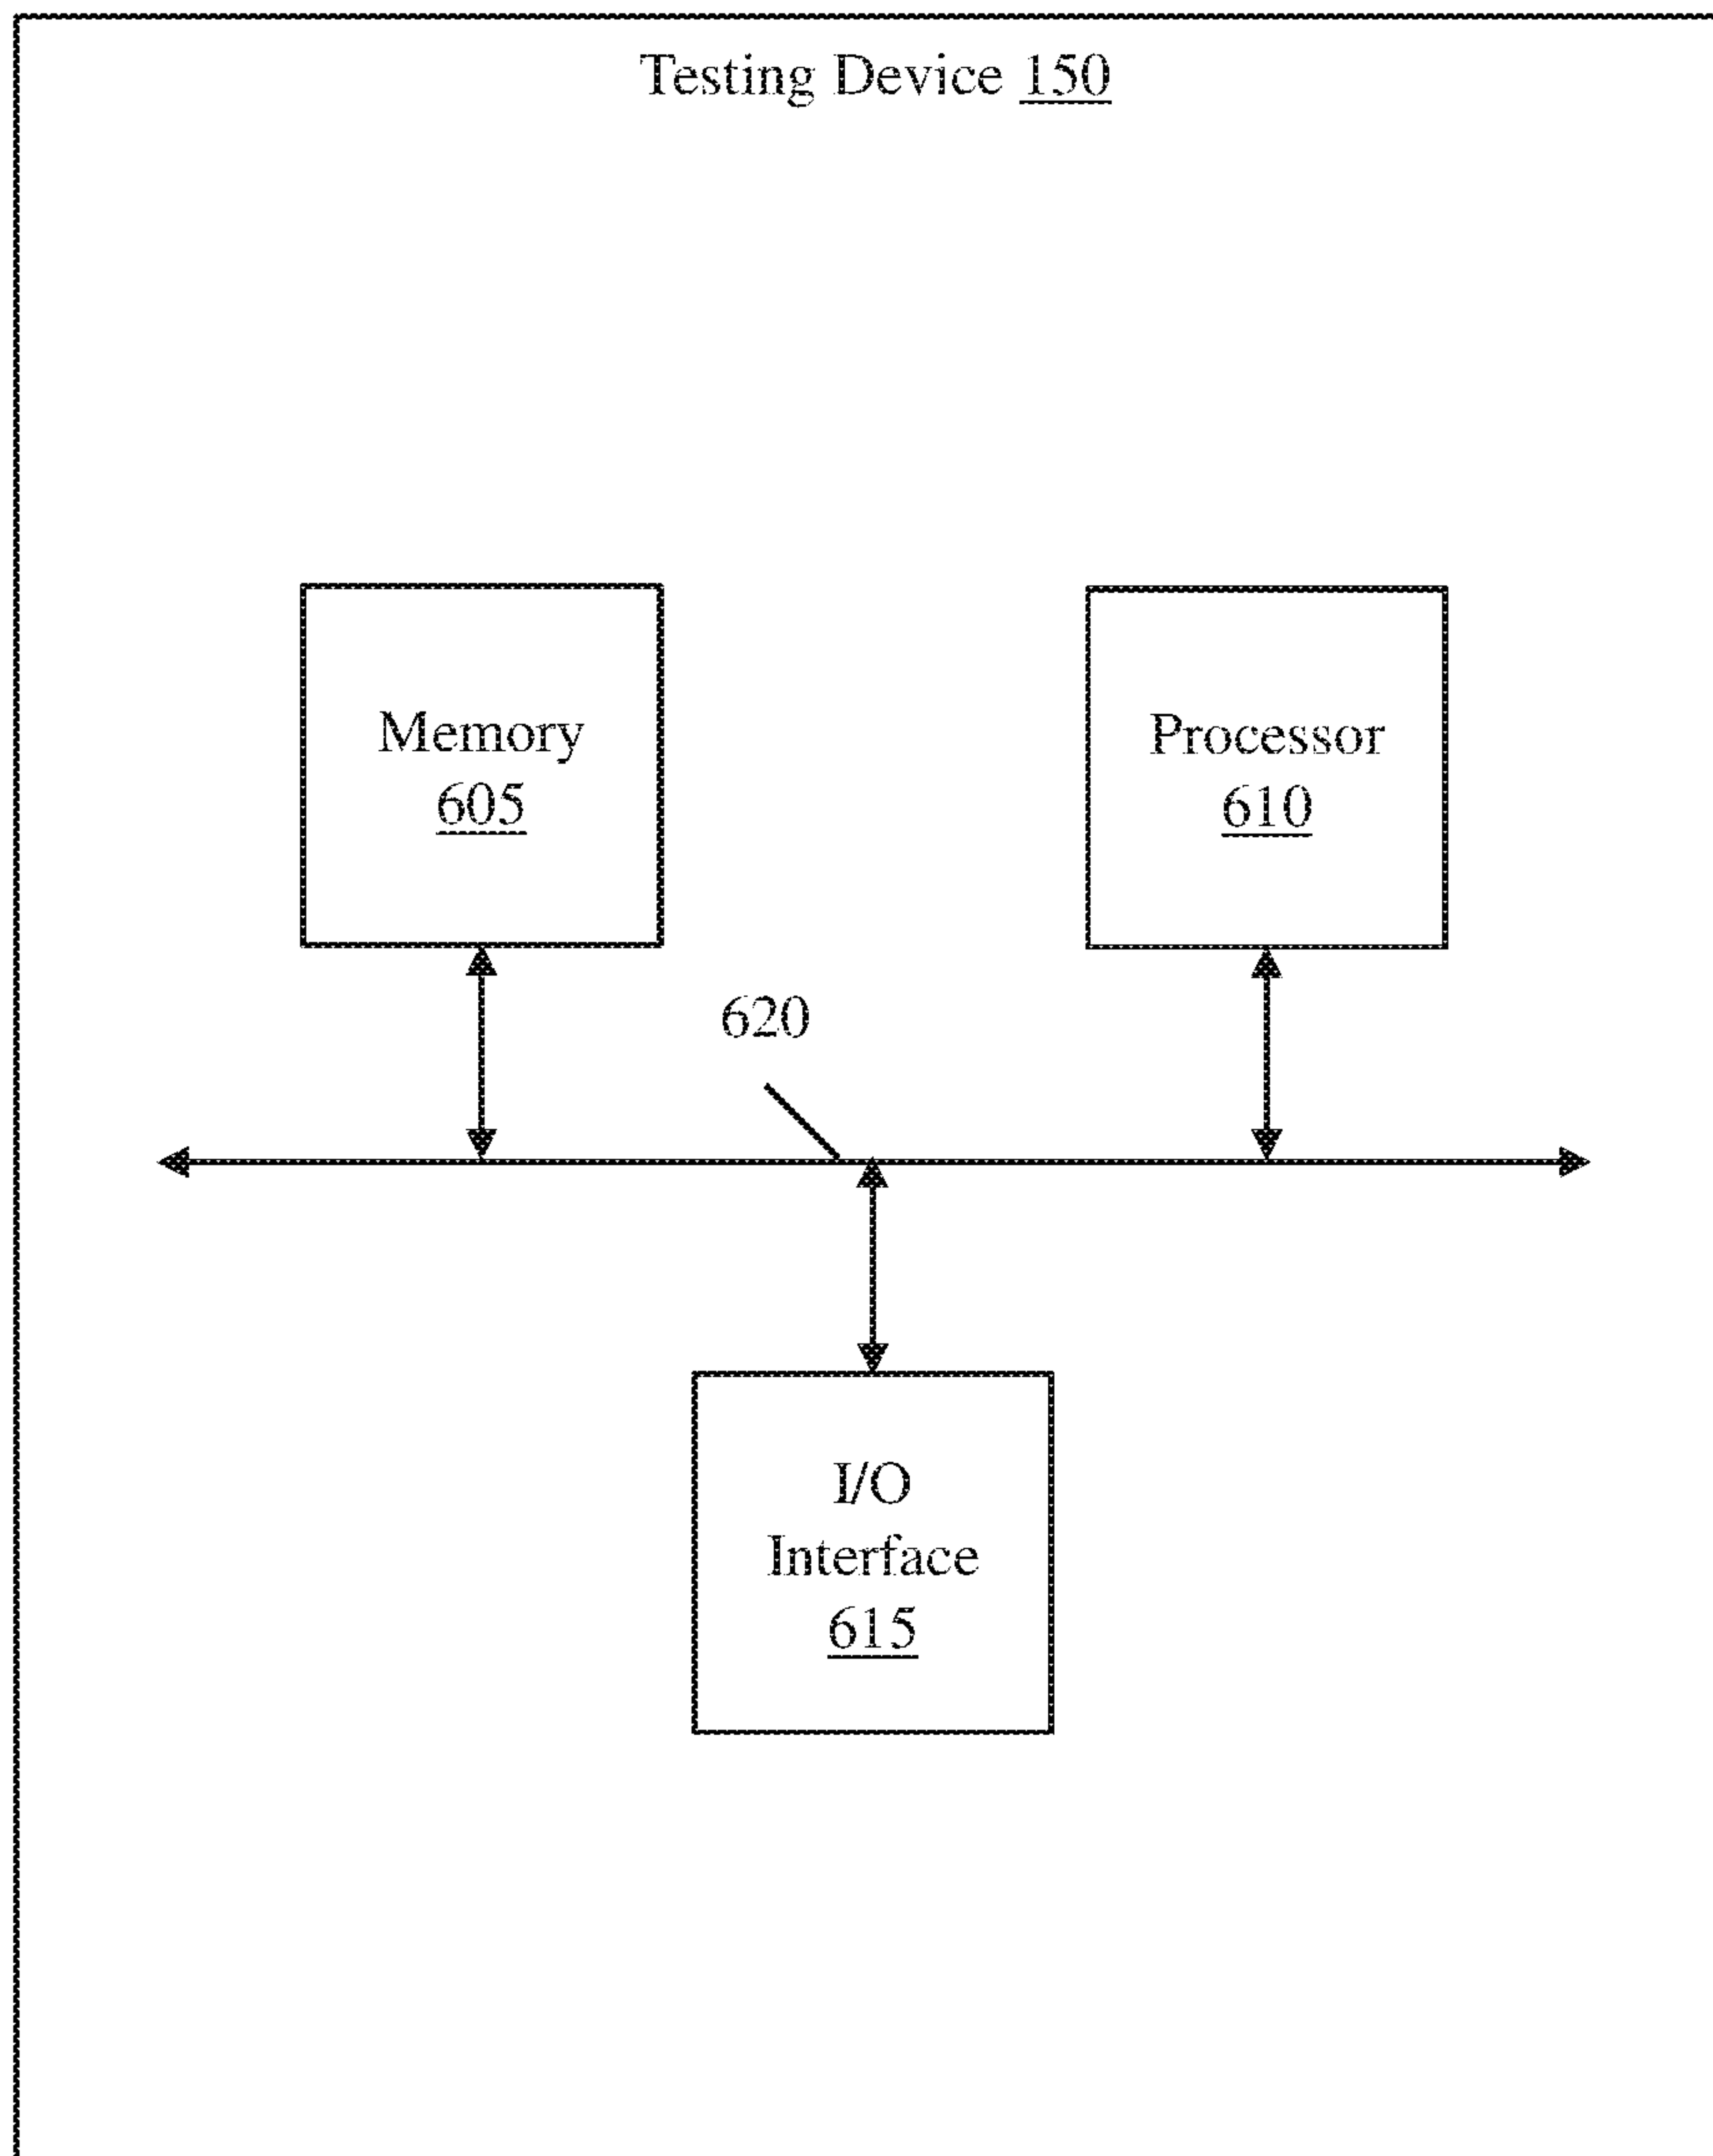 Testing Device 150
Memory
605
Processor
610
620
I/O
Interface
615